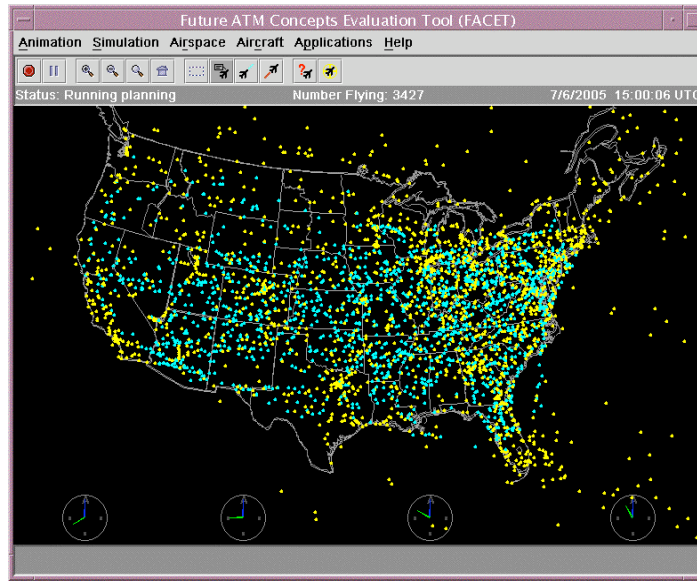 Future ATM Concepts Evaluation Tool (FACET)
Animation Simulation Airspace Aircraft Applications Help
Status: Running planning Number Flying: 3427 7/6/2005 15:00:06 UTC